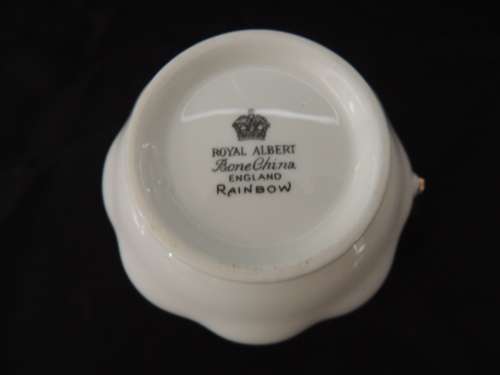 ROYAL ALBERT
Bone China
ENGLAND
RAINBOW